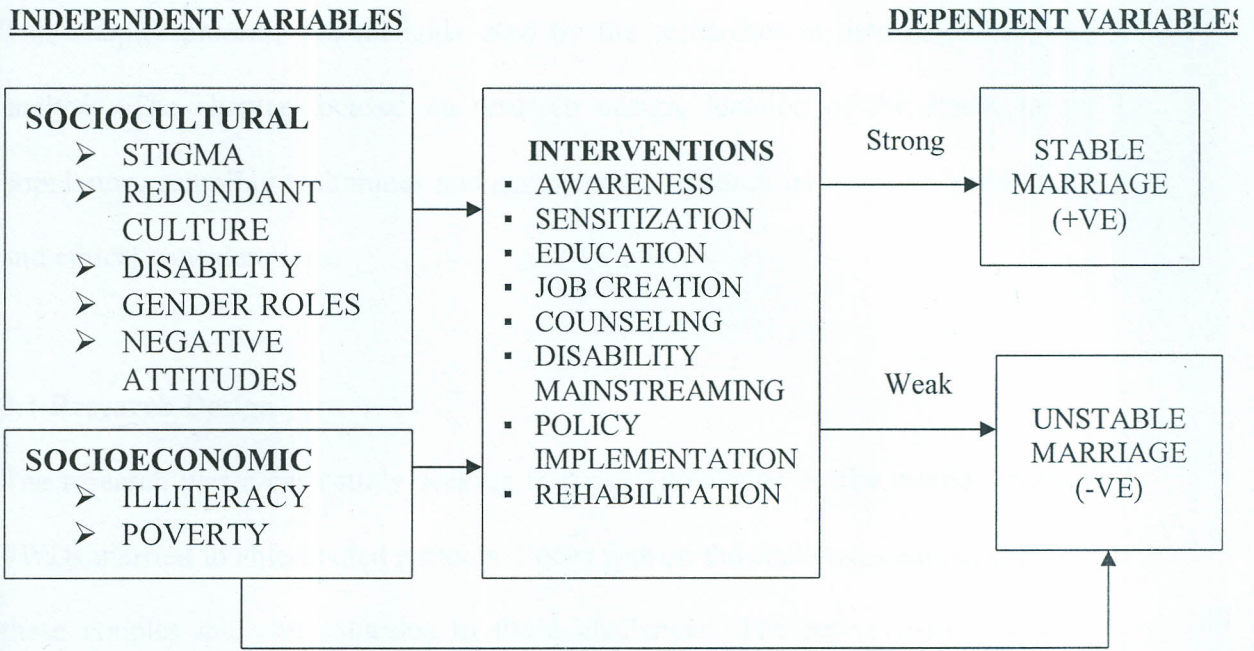 INDEPENDENT VARIABLES
DEPENDENT VARIABLES
SOCIOCULTURAL
➢ STIGMA
➢ REDUNDANT
CULTURE
➢ DISABILITY
➢ GENDER ROLES
➢ NEGATIVE
ATTITUDES
SOCIOECONOMIC
➢ ILLITERACY
➢ POVERTY
INTERVENTIONS
▪ AWARENESS
▪ SENSITIZATION
▪ EDUCATION
▪ JOB CREATION
▪ COUNSELING
▪ DISABILITY
MAINSTREAMING
▪ POLICY
IMPLEMENTATION
▪ REHABILITATION
Strong
Weak
STABLE
MARRIAGE
(+VE)
UNSTABLE
MARRIAGE
(-VE)